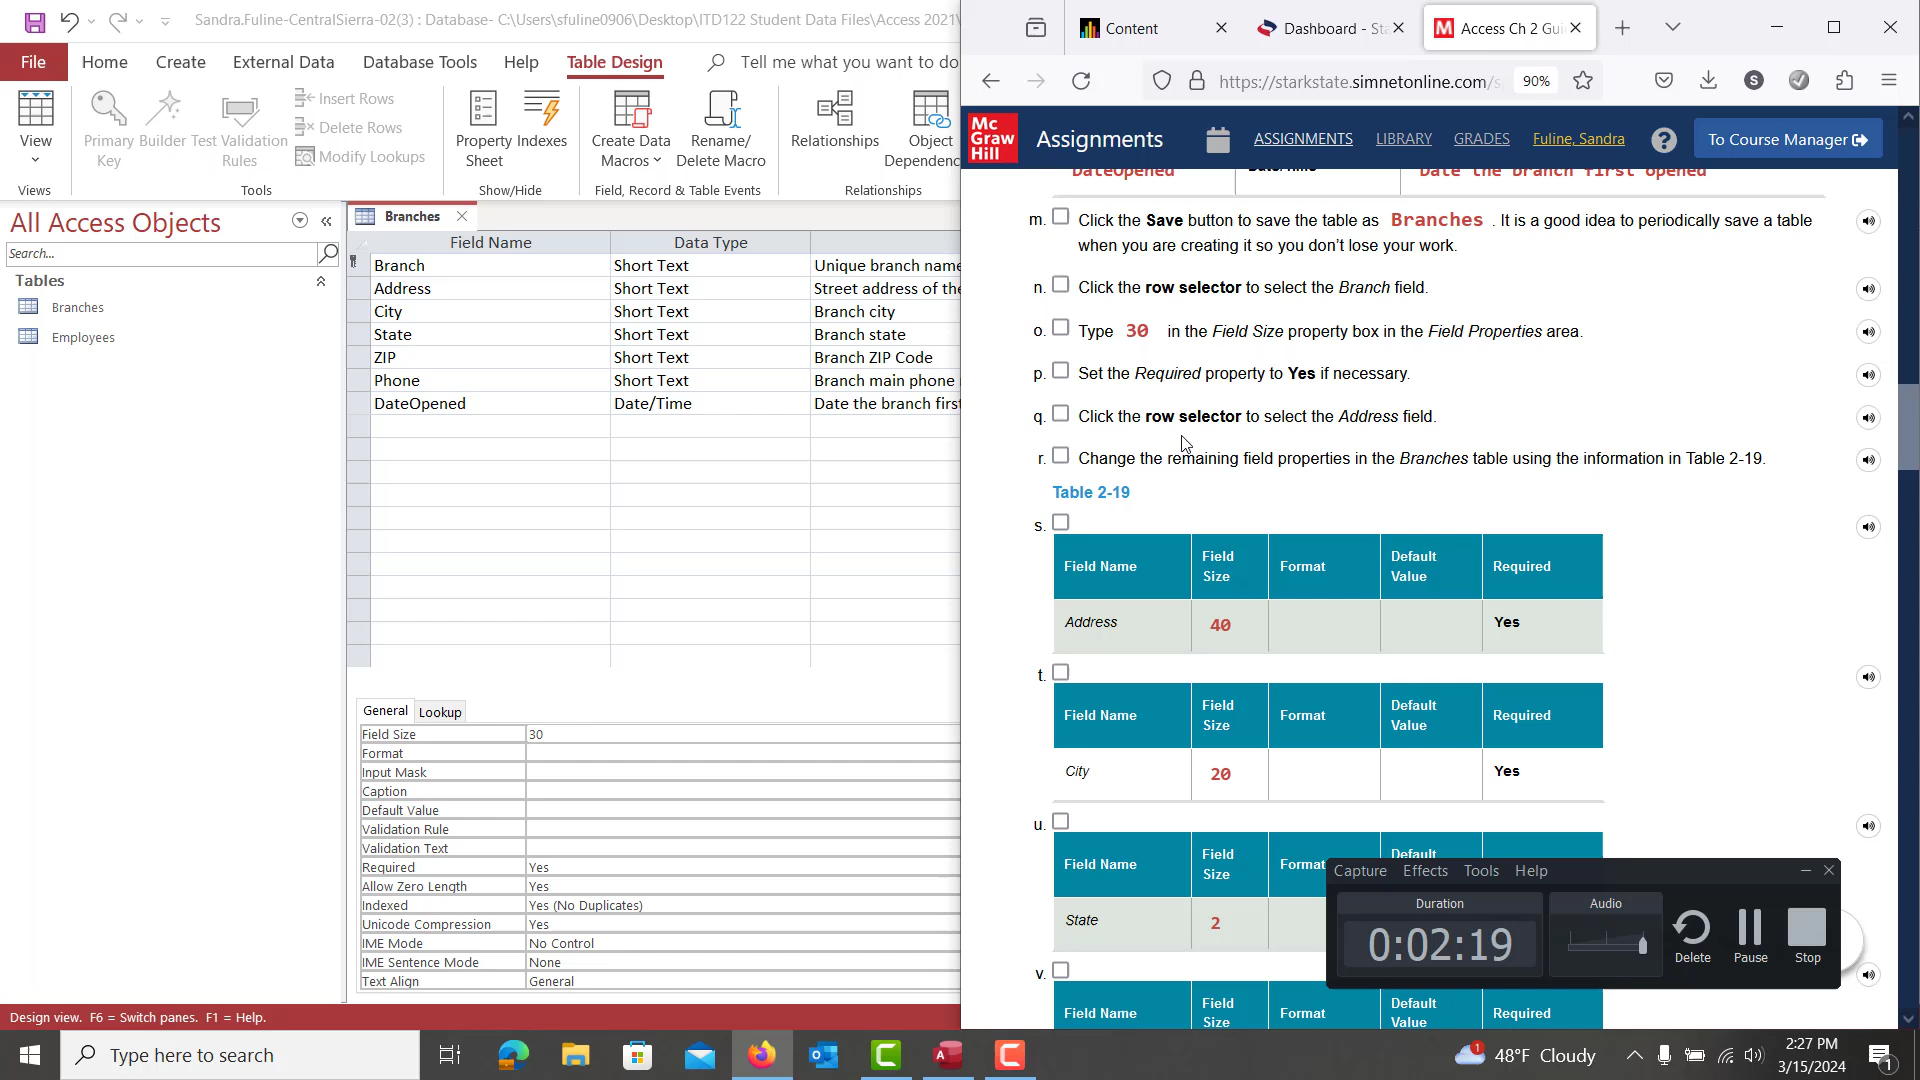 Sandra.Fuline-CentralSierra-02(3) : Database- C:\Users\sfuline0906\Desktop\ITD122 Student Data Files\Access 2021\
File Home Create External Data Database Tools Help Table Design Tell me what you want to do
View
Primary Key
Builder
Test Validation Rules
Insert Rows
Delete Rows
Modify Lookups
Property Sheet
Indexes
Create Data Macros
Rename/ Delete Macro
Relationships
Object Dependenc
Views Tools Show/Hide Field, Record & Table Events Relationships
All Access Objects
Search...
Tables
Branches
Employees
Branches
Field Name Data Type
Branch Short Text Unique branch name
Address Short Text Street address of the
City Short Text Branch city
State Short Text Branch state
ZIP Short Text Branch ZIP Code
Phone Short Text Branch main phone
DateOpened Date/Time Date the branch first
General Lookup
Field Size 30
Format
Input Mask
Caption
Default Value
Validation Rule
Validation Text
Required Yes
Allow Zero Length Yes
Indexed Yes (No Duplicates)
Unicode Compression Yes
IME Mode No Control
IME Sentence Mode None
Text Align General
Design view. F6 = Switch panes. F1 = Help.
Content Dashboard - Sta Access Ch 2 Gui
https://starkstate.simnetonline.com/s 90%
S
Mc Graw Hill
Assignments ASSIGNMENTS LIBRARY GRADES Fuline, Sandra ? To Course Manager
DateOpened Date/Time Date the branch first opened
m. Click the Save button to save the table as Branches . It is a good idea to periodically save a table
when you are creating it so you don’t lose your work.
n. Click the row selector to select the Branch field.
o. Type 30 in the Field Size property box in the Field Properties area.
p. Set the Required property to Yes if necessary.
q. Click the row selector to select the Address field.
r. Change the remaining field properties in the Branches table using the information in Table 2-19.
Table 2-19
s.
Field Name Field Size Format Default Value Required
Address 40 Yes
t.
Field Name Field Size Format Default Value Required
City 20 Yes
u.
Field Name Field Size Format Default
State 2
v.
Field Name Field Size Format Default Value Required
Capture Effects Tools Help
Duration Audio
0:02:19
Delete Pause Stop
Type here to search
1 48°F Cloudy
2:27 PM
3/15/2024
1